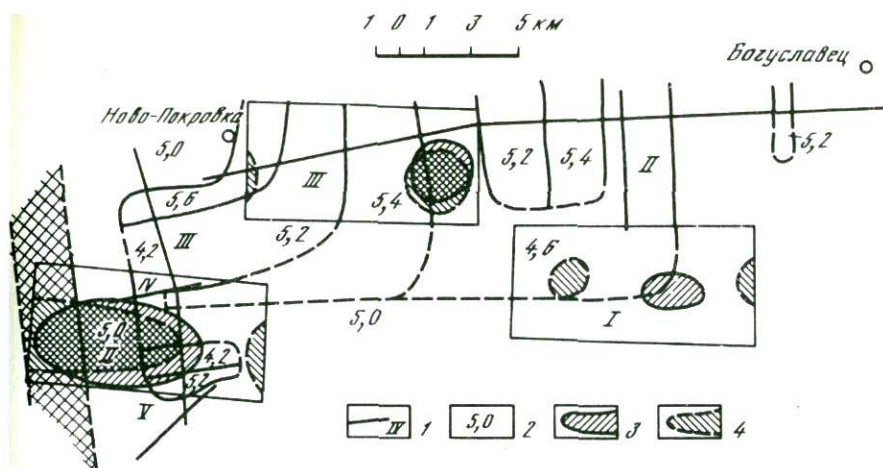 1 0 1 3 5 км
Богуславец
Ново-Покровка
5,0
5,2
5,4
5,2
II
III
5,6
5,4
III
5,2
4,2
4,6
IV
I
5,0
5,0
II
4,2
5,2
V
IV 1
5,0 2
3
4